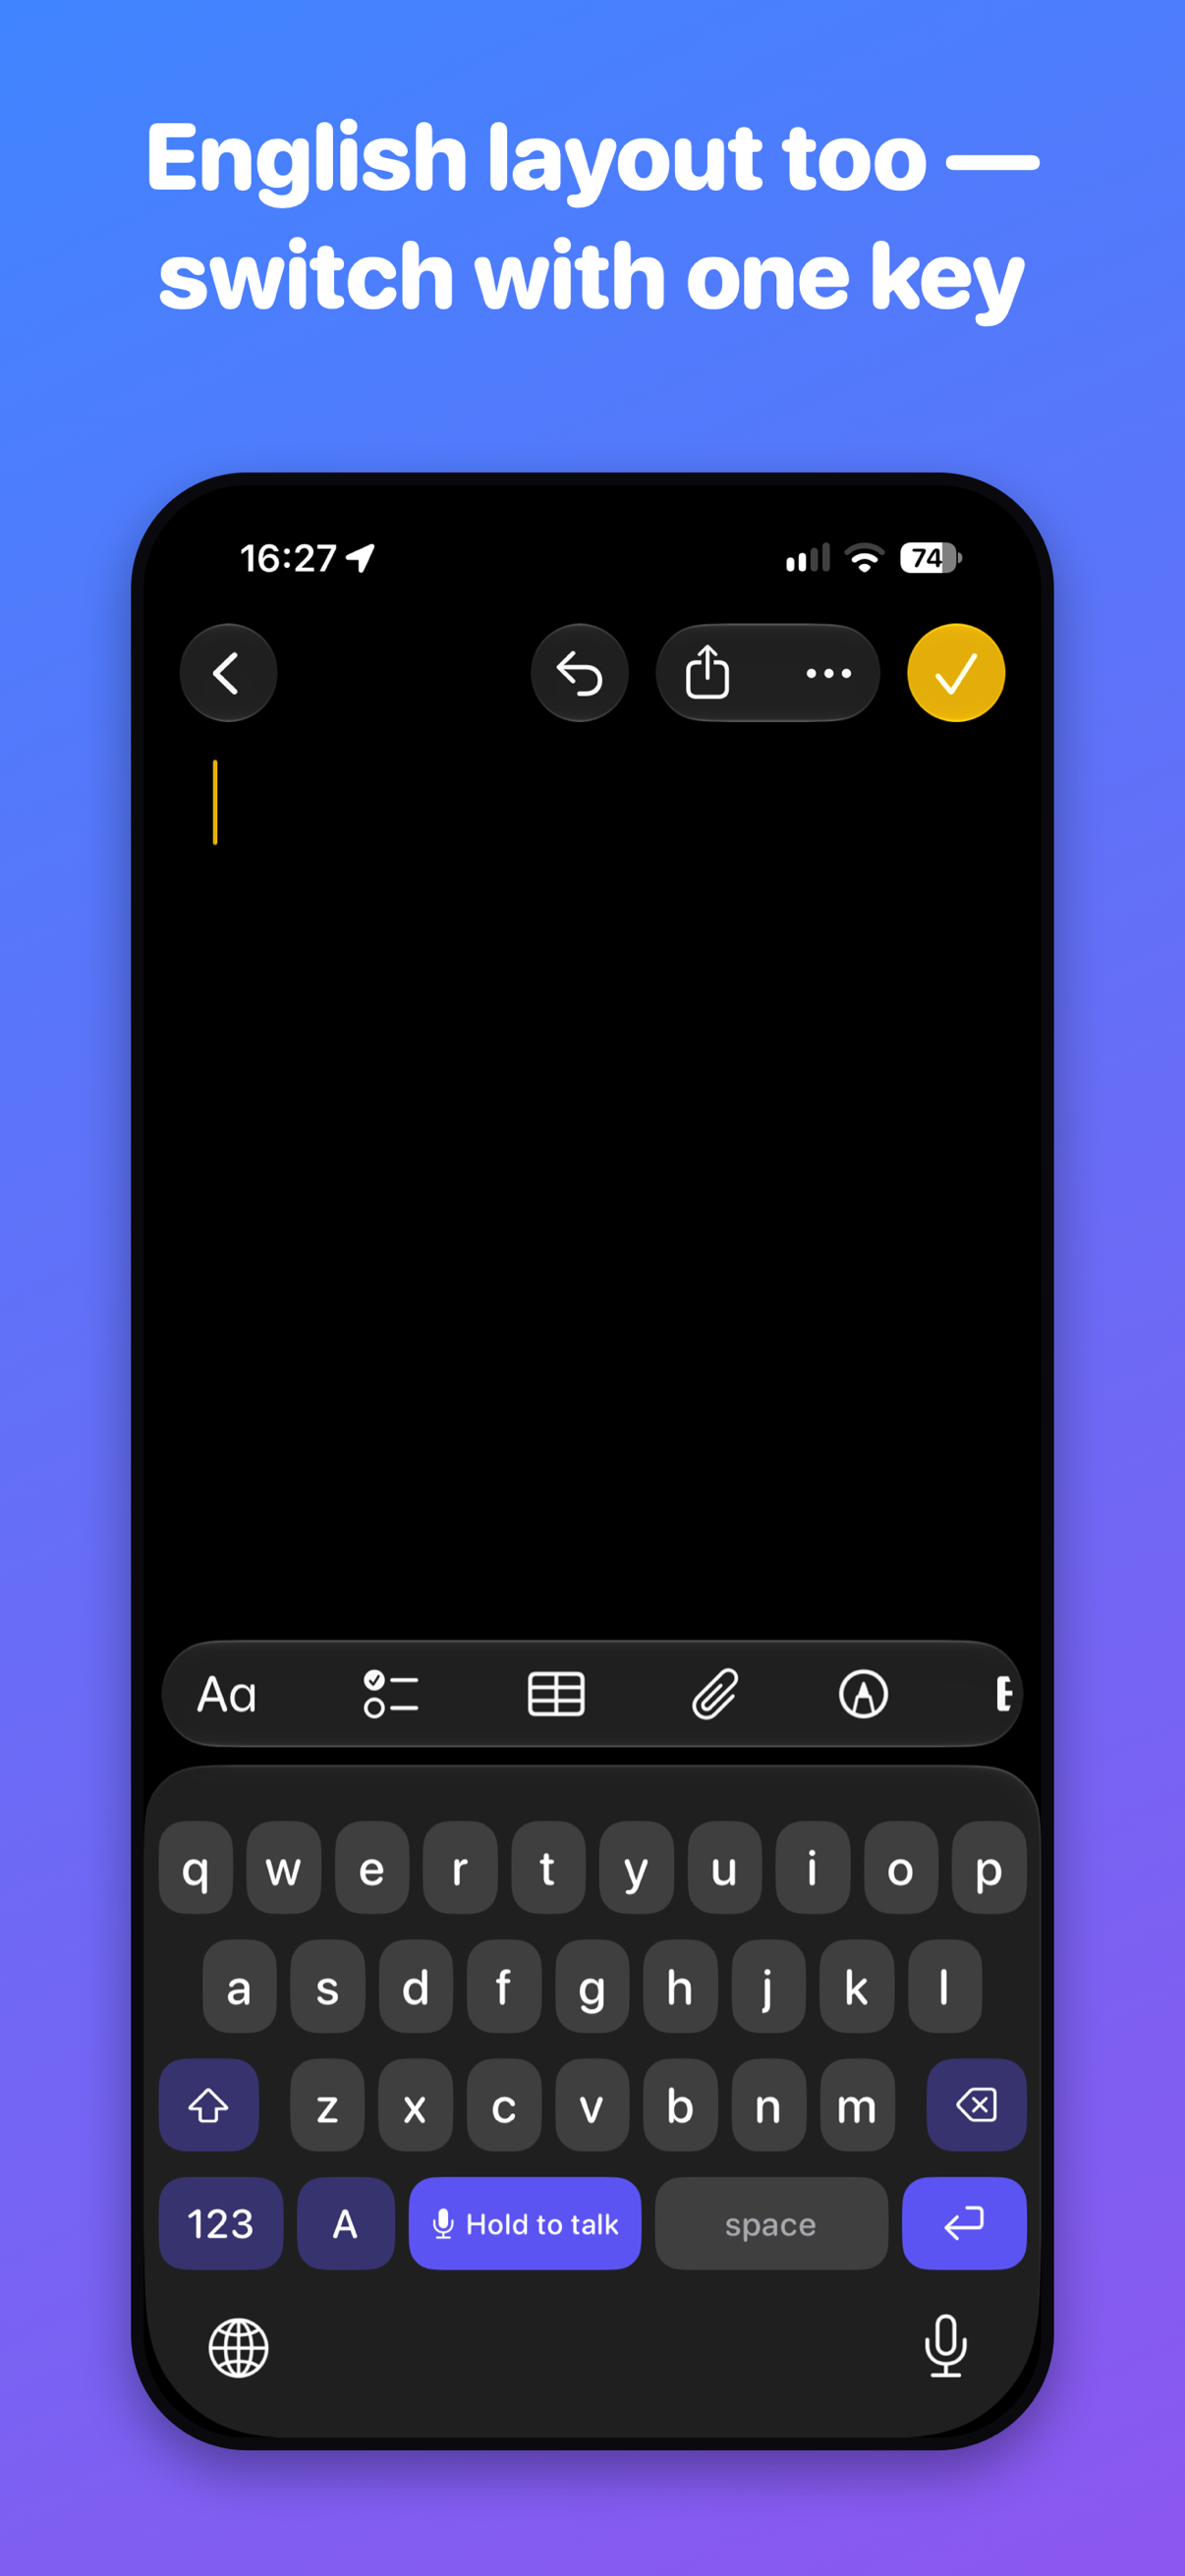 English layout too —
switch with one key
16:27 74
Aa
q w e r t y u i o p
a s d f g h j k l
z x c v b n m
123 A Hold to talk space